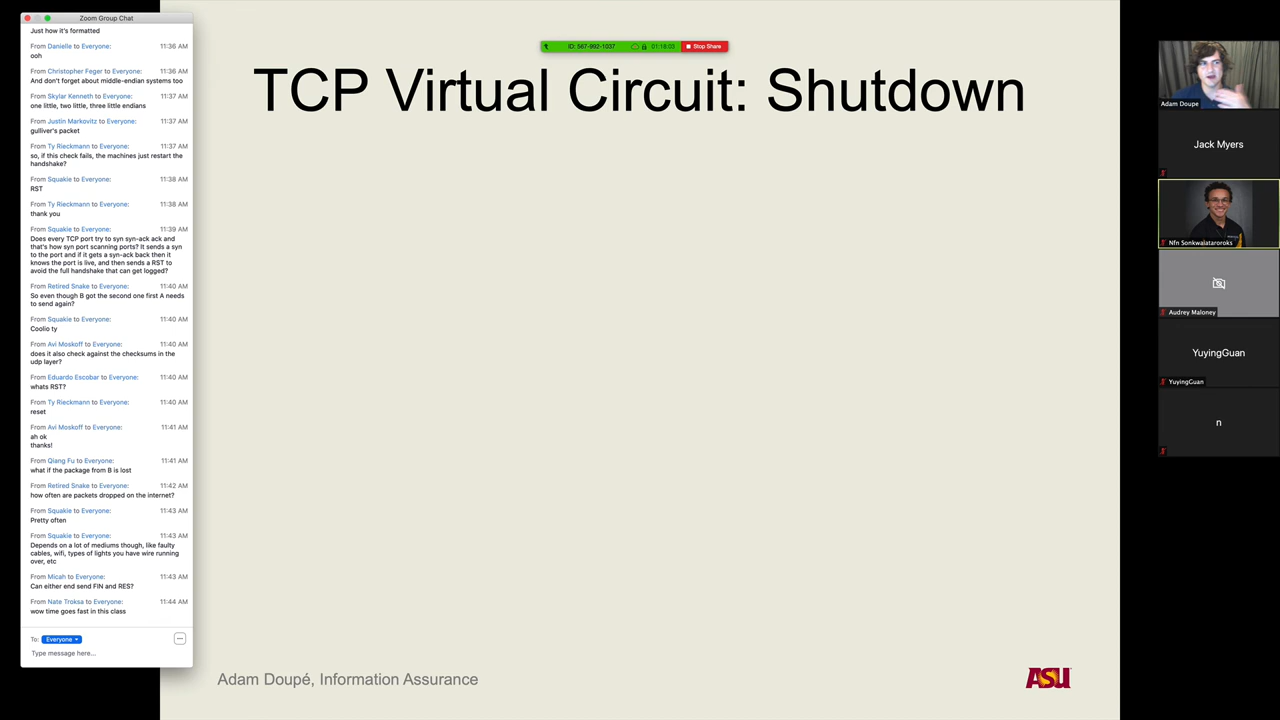 Zoom Group Chat
Just how it's formatted
From Danielle to Everyone: 11:36 AM
ooh
From Christopher Feger to Everyone: 11:36 AM
And don't forget about middle-endian systems too
From Skylar Kenneth to Everyone: 11:37 AM
one little, two little, three little endians
From Justin Markovitz to Everyone: 11:37 AM
gulliver's packet
From Ty Rieckmann to Everyone: 11:37 AM
so, if this check fails, the machines just restart the
handshake?
From Squakie to Everyone: 11:38 AM
RST
From Ty Rieckmann to Everyone: 11:38 AM
thank you
From Squakie to Everyone: 11:39 AM
Does every TCP port try to syn syn-ack ack and
that's how syn port scanning ports? It sends a syn
to the port and if it gets a syn-ack back then it
knows the port is live, and then sends a RST to
avoid the full handshake that can get logged?
From Retired Snake to Everyone: 11:40 AM
So even though B got the second one first A needs
to send again?
From Squakie to Everyone: 11:40 AM
Coolio ty
From Avi Moskoff to Everyone: 11:40 AM
does it also check against the checksums in the
udp layer?
From Eduardo Escobar to Everyone: 11:40 AM
whats RST?
From Ty Rieckmann to Everyone: 11:40 AM
reset
From Avi Moskoff to Everyone: 11:41 AM
ah ok
thanks!
From Qiang Fu to Everyone: 11:41 AM
what if the package from B is lost
From Retired Snake to Everyone: 11:42 AM
how often are packets dropped on the internet?
From Squakie to Everyone: 11:43 AM
Pretty often
From Squakie to Everyone: 11:43 AM
Depends on a lot of mediums though, like faulty
cables, wifi, types of lights you have wire running
over, etc
From Micah to Everyone: 11:43 AM
Can either end send FIN and RES?
From Nate Troksa to Everyone: 11:44 AM
wow time goes fast in this class
To: Everyone
Type message here...
ID: 567-992-1037 01:18:03 Stop Share
TCP Virtual Circuit: Shutdown
Adam Doupé, Information Assurance
ASU
Adam Doupe
Jack Myers
Nfn Sonkwalataroroks
Audrey Maloney
YuyingGuan
YuyingGuan
n